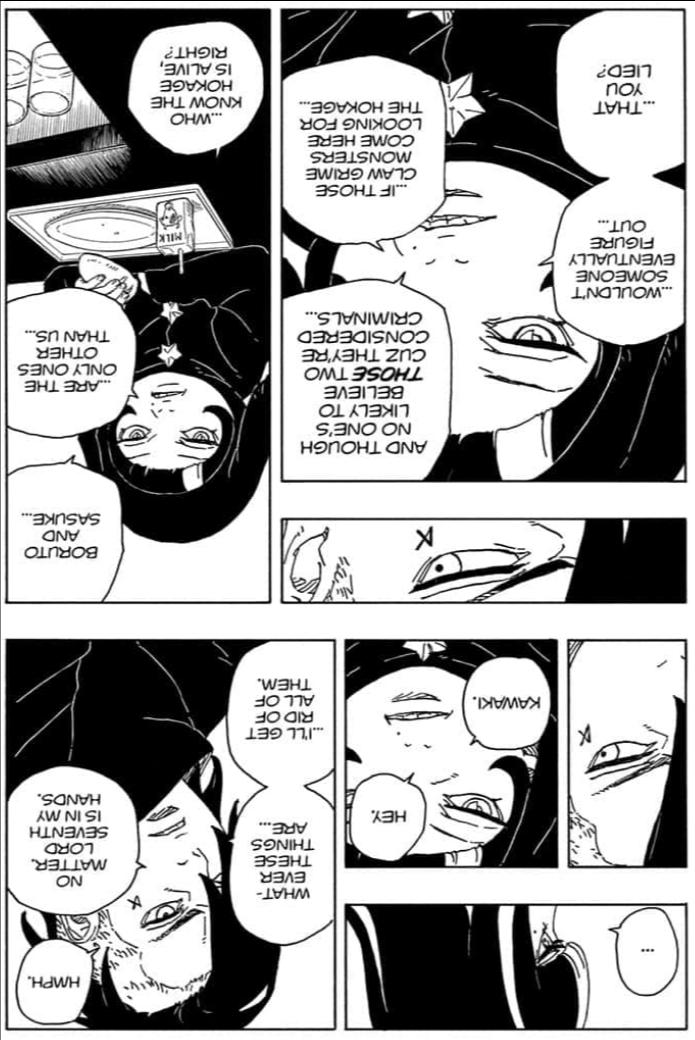 HMPH.
NO
MATTER.
LORD
SEVENTH
IS IN MY
HANDS.
WHAT-
EVER
THESE
THINGS
ARE...
...I'LL GET
RID OF
ALL OF
THEM.
...
HEY.
KAWAKI.
BORUTO
AND
SASUKE...
...ARE THE
ONLY ONES
OTHER
THAN US...
MILK
...WHO
KNOW THE
HOKAGE
IS ALIVE,
RIGHT?
AND THOUGH
NO ONE'S
LIKELY TO
BELIEVE
THOSE TWO
CUZ THEY'RE
CONSIDERED
CRIMINALS...
...IF THOSE
CLAW GRIME
MONSTERS
COME HERE
LOOKING FOR
THE HOKAGE...
...WOULDN'T
SOMEONE
EVENTUALLY
FIGURE
OUT...
...THAT
YOU
LIED?